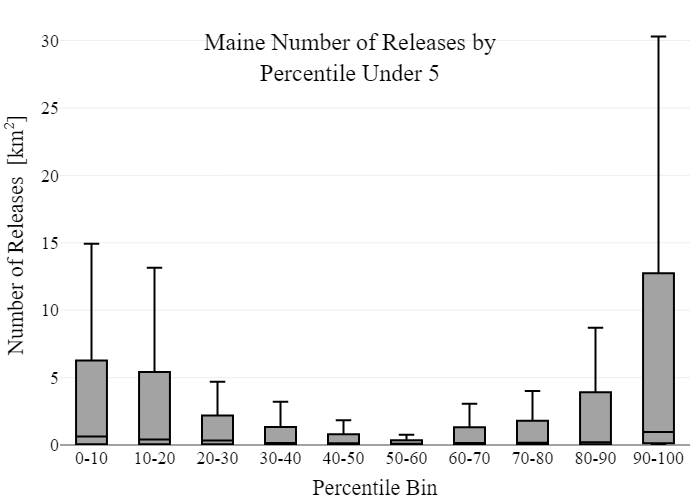 Maine Number of Releases by
Percentile Under 5
Number of Releases [km²]
30
25
20
15
10
5
0
0-10 10-20 20-30 30-40 40-50 50-60 60-70 70-80 80-90 90-100
Percentile Bin